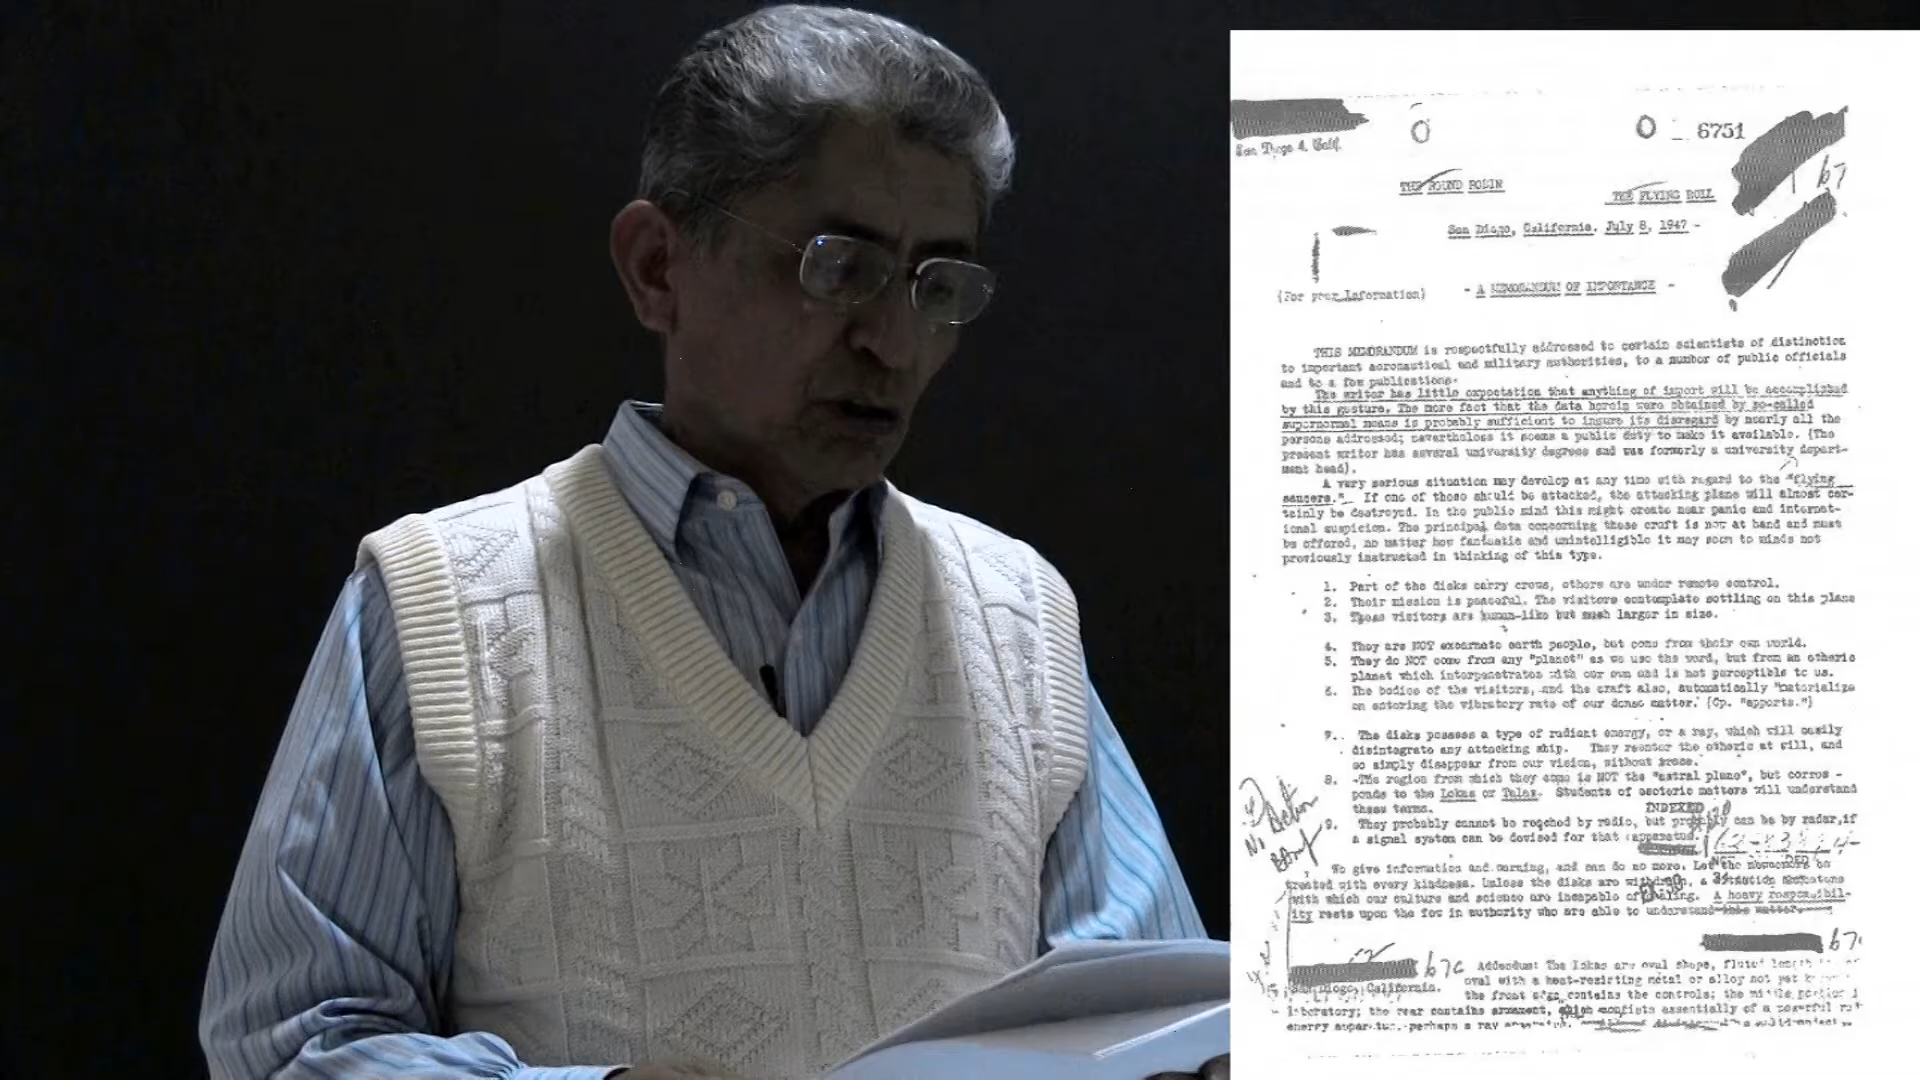 San Diego 4, Calif.
6751
THE ROUND ROBIN THE FLYING ROLL
b7
San Diego, California. July 8, 1947 -
(For your Information) - A MEMORANDUM OF IMPORTANCE -
THIS MEMORANDUM is respectfully addressed to certain scientists of distinction
to important aeronautical and military authorities, to a number of public officials
and to a few publications.
The writer has little expectation that anything of import will be accomplished
by this gesture. The more fact that the data herein were obtained by so-called
supernormal means is probably sufficient to insure its disregard by nearly all the
persons addressed; nevertheless it seems a public duty to make it available. (The
present writer has several university degrees and was formerly a university depart-
ment head).
A very serious situation may develop at any time with regard to the "flying
saucers." If one of these should be attacked, the attacking plane will almost cer-
tainly be destroyed. In the public mind this might create near panic and internat-
ional suspicion. The principal data concerning these craft is now at hand and must
be offered, no matter how fantastic and unintelligible it may seem to minds not
previously instructed in thinking of this type.
1. Part of the disks carry crews, others are under remote control.
2. Their mission is peaceful. The visitors contemplate settling on this plane
3. These visitors are human-like but much larger in size.
4. They are NOT excarnate earth people, but come from their own world.
5. They do NOT come from any "planet" as we use the word, but from an etheric
planet which interpenetrates with our own and is not perceptible to us.
6. The bodies of the visitors, and the craft also, automatically "materialize
on entering the vibratory rate of our dense matter. (Cp. "apports.")
7. The disks possess a type of radiant energy, or a ray, which will easily
disintegrate any attacking ship. They reenter the etheric at will, and
so simply disappear from our vision, without trace.
8. The region from which they come is NOT the "astral plane", but corres -
ponds to the Lokas or Talas. Students of esoteric matters will understand
these terms.
INDEXED
9. They probably cannot be reached by radio, but probably can be by radar, if
a signal system can be devised for that apparatus.
No Action
We give information and warning, and can do no more. Let the newcomers be
treated with every kindness. Unless the disks are withdrawn, a
with which our culture and science are incapable of dealing. A heavy responsibil-
ity rests upon the few in authority who are able to understand this matter.
b7c
San Diego, California.
Addendum: The Lokas are oval shape, fluted length
oval with a heat-resisting metal or alloy not yet
the front edge contains the controls; the middle portion
laboratory; the rear contains armament, which consists essentially of a powerful
energy apparatus, perhaps a ray